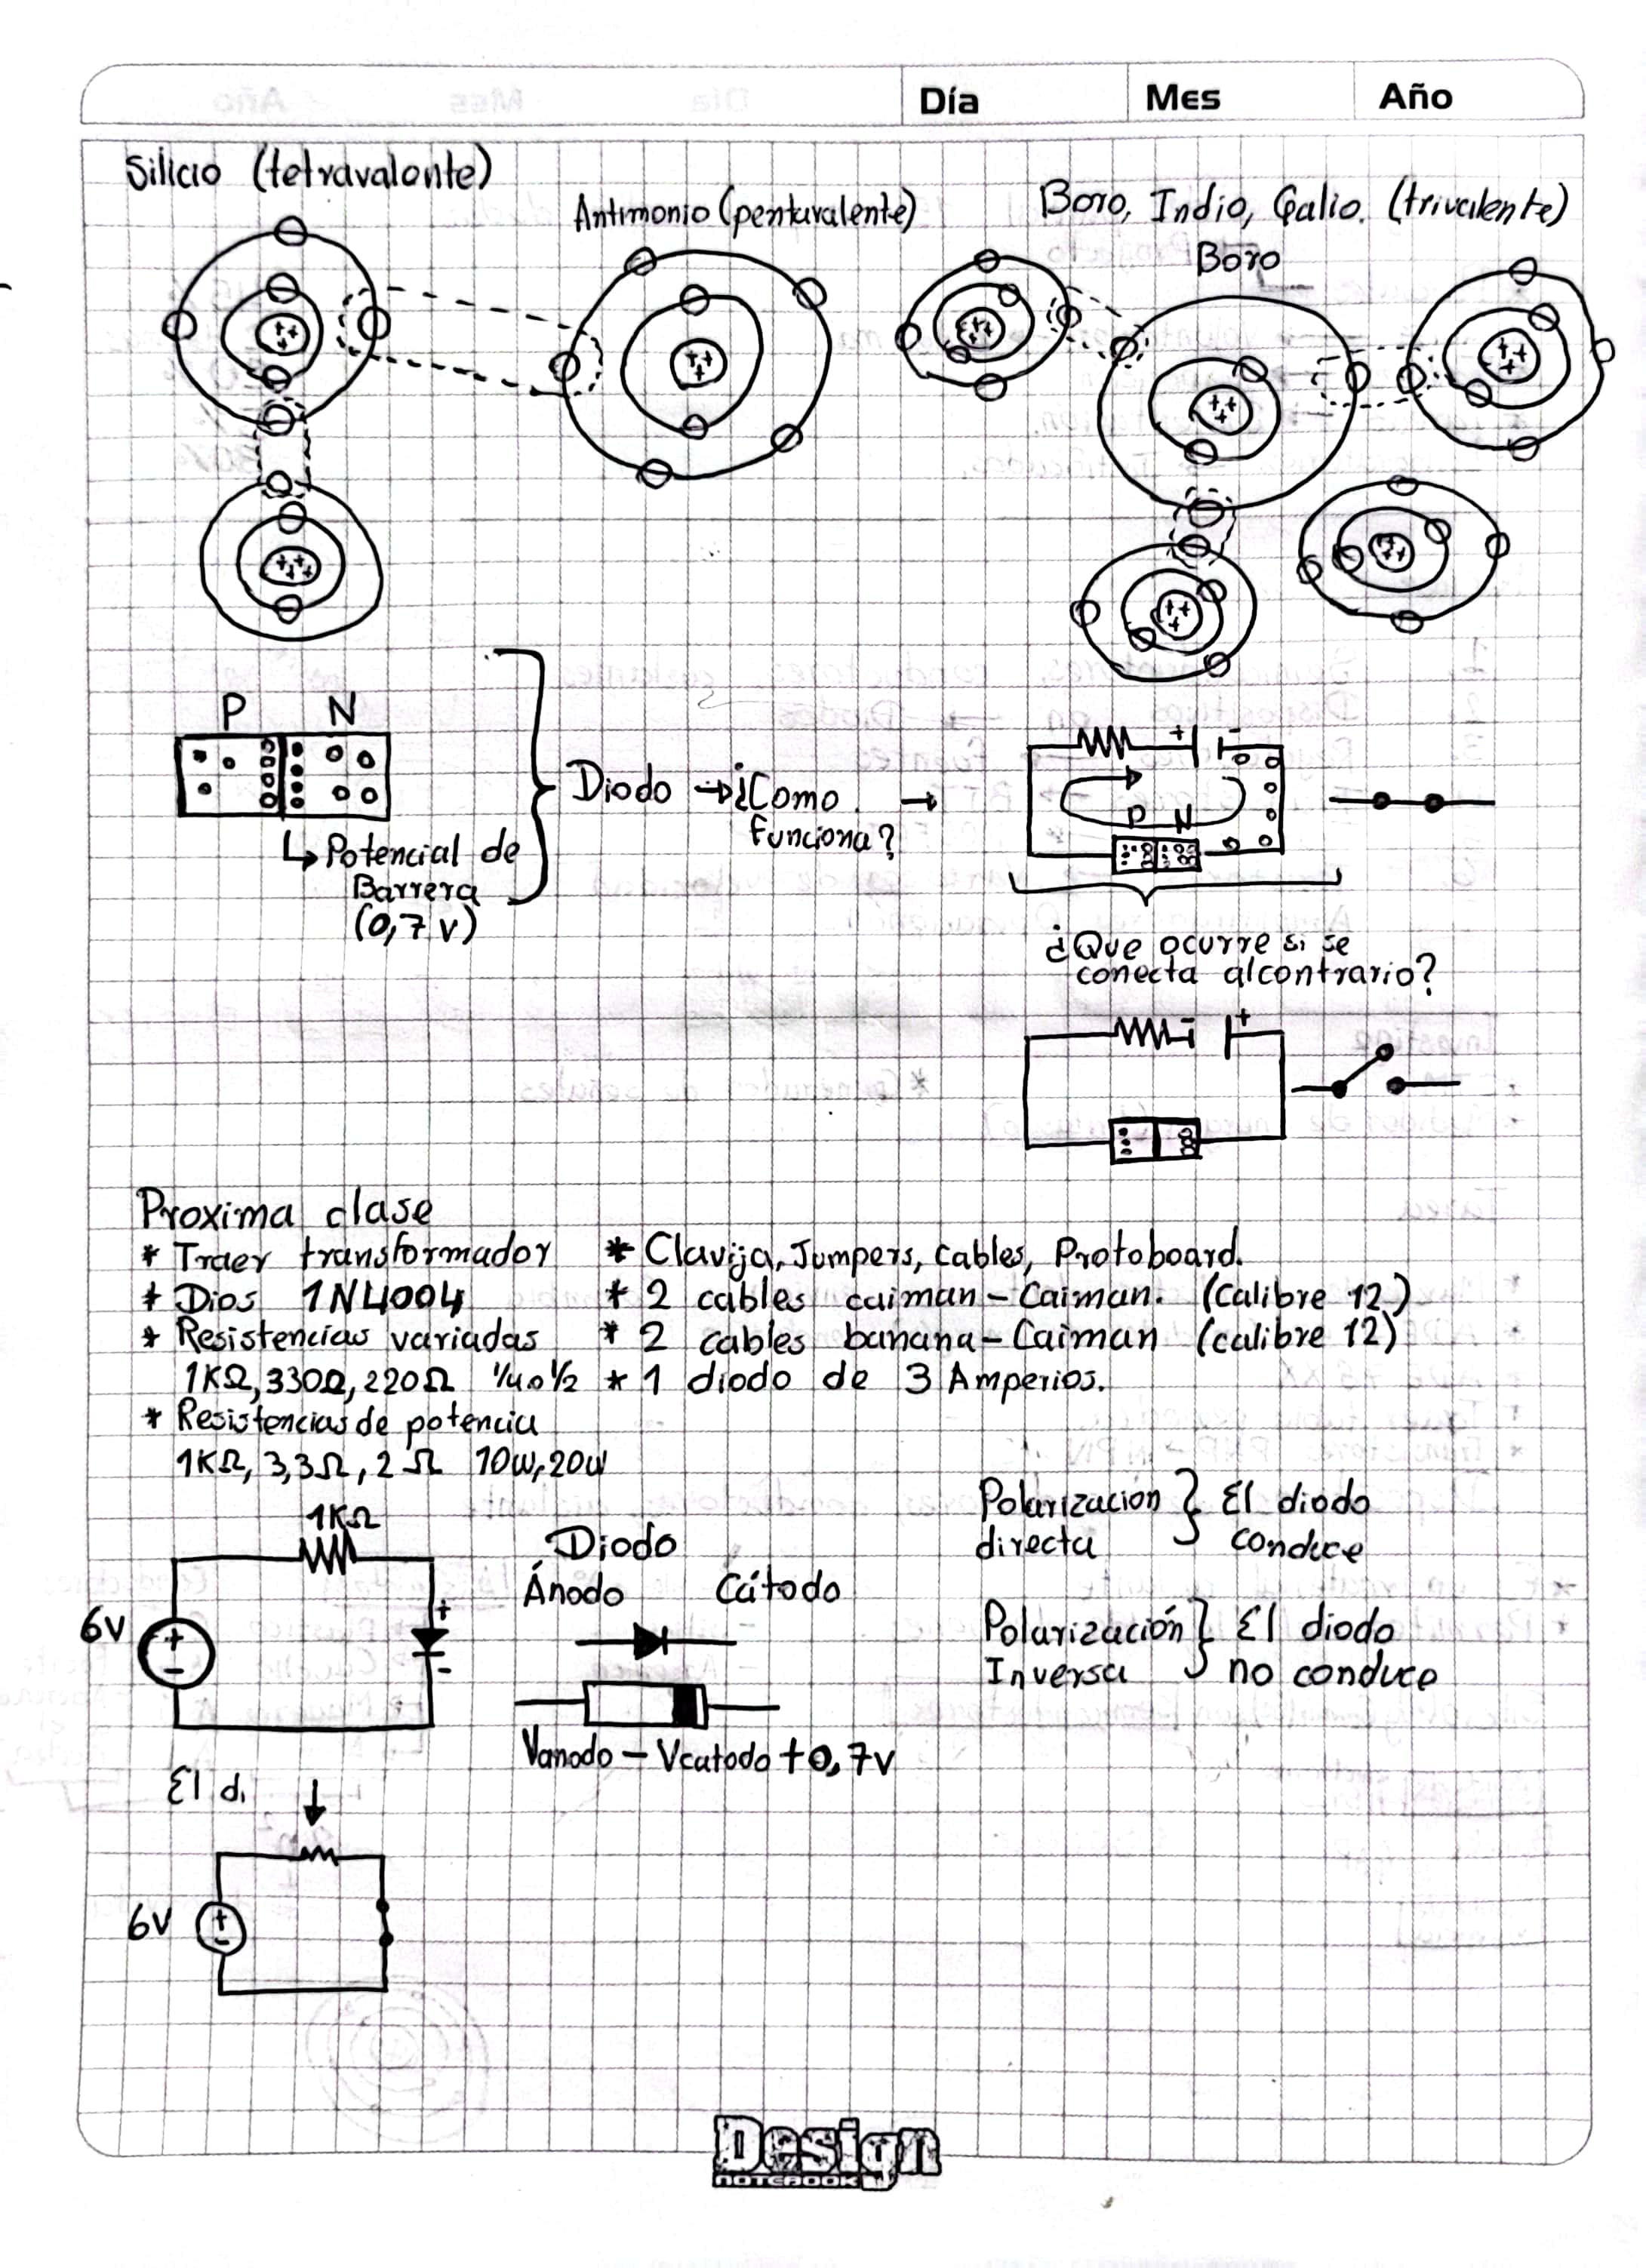 Día Mes Año
Silicio (tetravalente)
Antimonio (pentavalente)
Boro, Indio, Galio. (trivalente)
Boro
P N
↳ Potencial de
Barrera
(0,7 v)
Diodo → ¿Como
funciona? →
+ -
P N
¿Que ocurre si se
conecta alcontrario?
- +
Proxima clase
* Traer transformador
* Dios 1N4004
* Resistencias variadas
1KΩ, 330Ω, 220Ω 1/4 o 1/2
* Resistencias de potencia
1KΩ, 3,3Ω, 2Ω 10w, 20w
* Clavija, Jumpers, cables, Protoboard.
* 2 cables caiman - Caiman. (Calibre 12)
* 2 cables banana - Caiman (calibre 12)
* 1 diodo de 3 Amperios.
1KΩ
6v
+
-
+
-
Diodo
Ánodo Cátodo
Vanodo - Vcatodo + 0,7v
Polarizacion } El diodo
directa conduce
Polarización } El diodo
Inversa no conduce
El di
6v
+
-
Design
NOTEBOOK